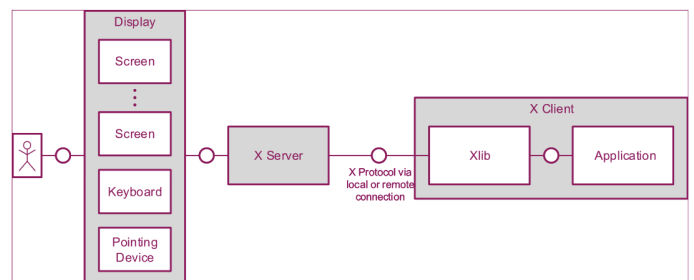 Display
Screen
Screen
Keyboard
Pointing
Device
X Server
X Protocol via
local or remote
connection
X Client
Xlib
Application